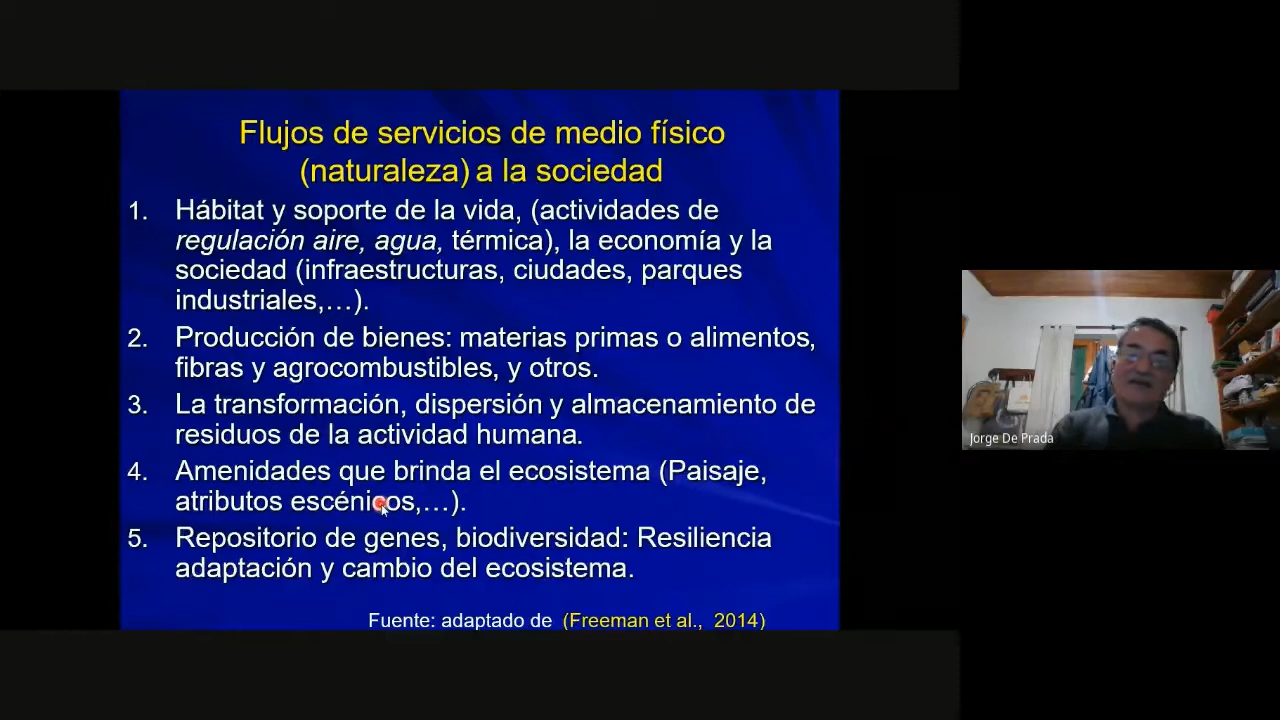 Flujos de servicios de medio físico
(naturaleza) a la sociedad
1. Hábitat y soporte de la vida, (actividades de
regulación aire, agua, térmica), la economía y la
sociedad (infraestructuras, ciudades, parques
industriales,…).
2. Producción de bienes: materias primas o alimentos,
fibras y agrocombustibles, y otros.
3. La transformación, dispersión y almacenamiento de
residuos de la actividad humana.
4. Amenidades que brinda el ecosistema (Paisaje,
atributos escénicos,…).
5. Repositorio de genes, biodiversidad: Resiliencia
adaptación y cambio del ecosistema.
Fuente: adaptado de (Freeman et al., 2014)
Jorge De Prada